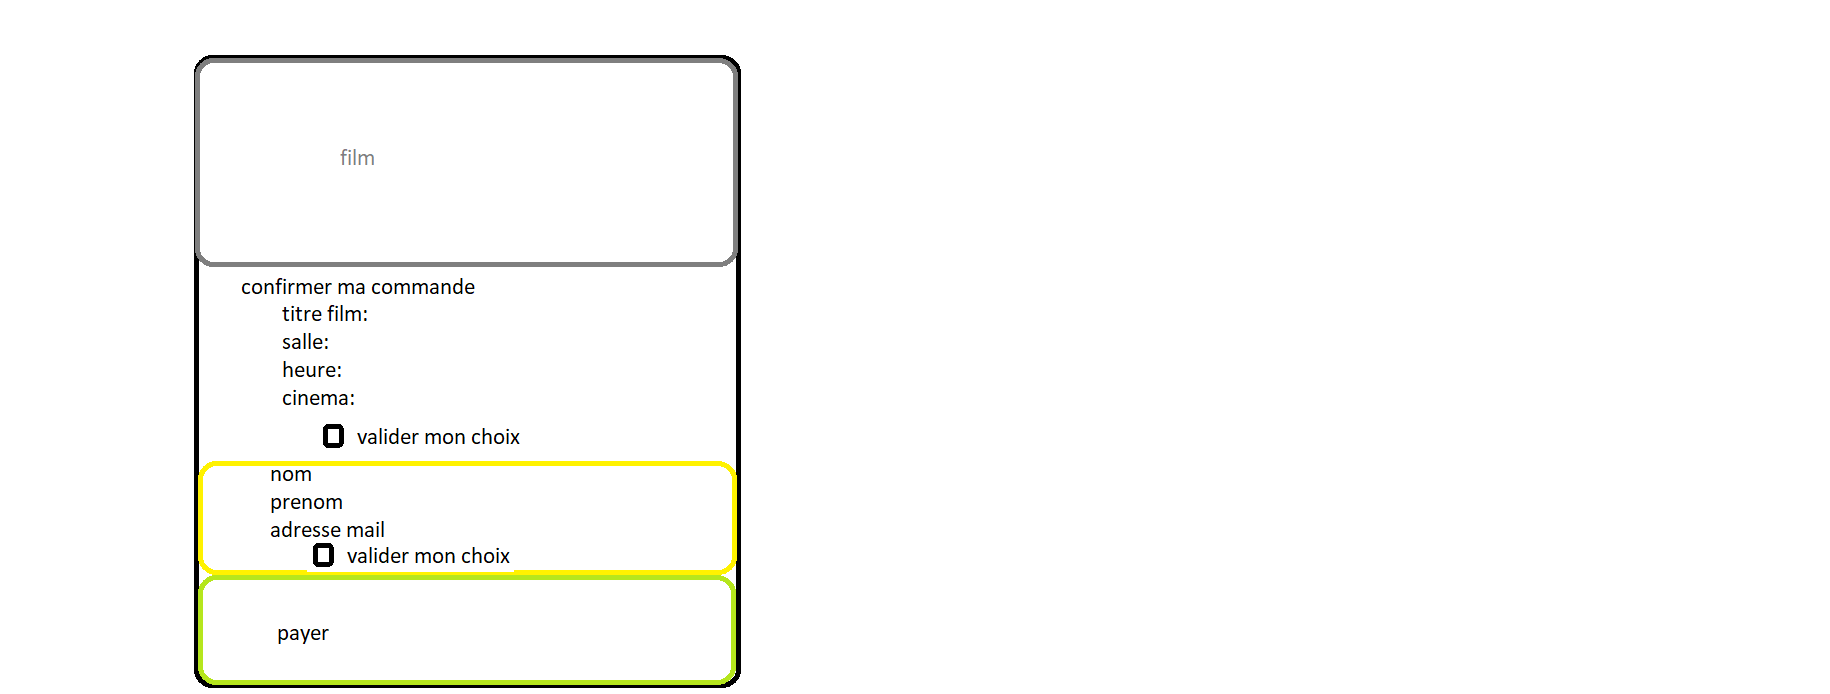 film
confirmer ma commande
titre film:
salle:
heure:
cinema:
valider mon choix
nom
prenom
adresse mail
valider mon choix
payer